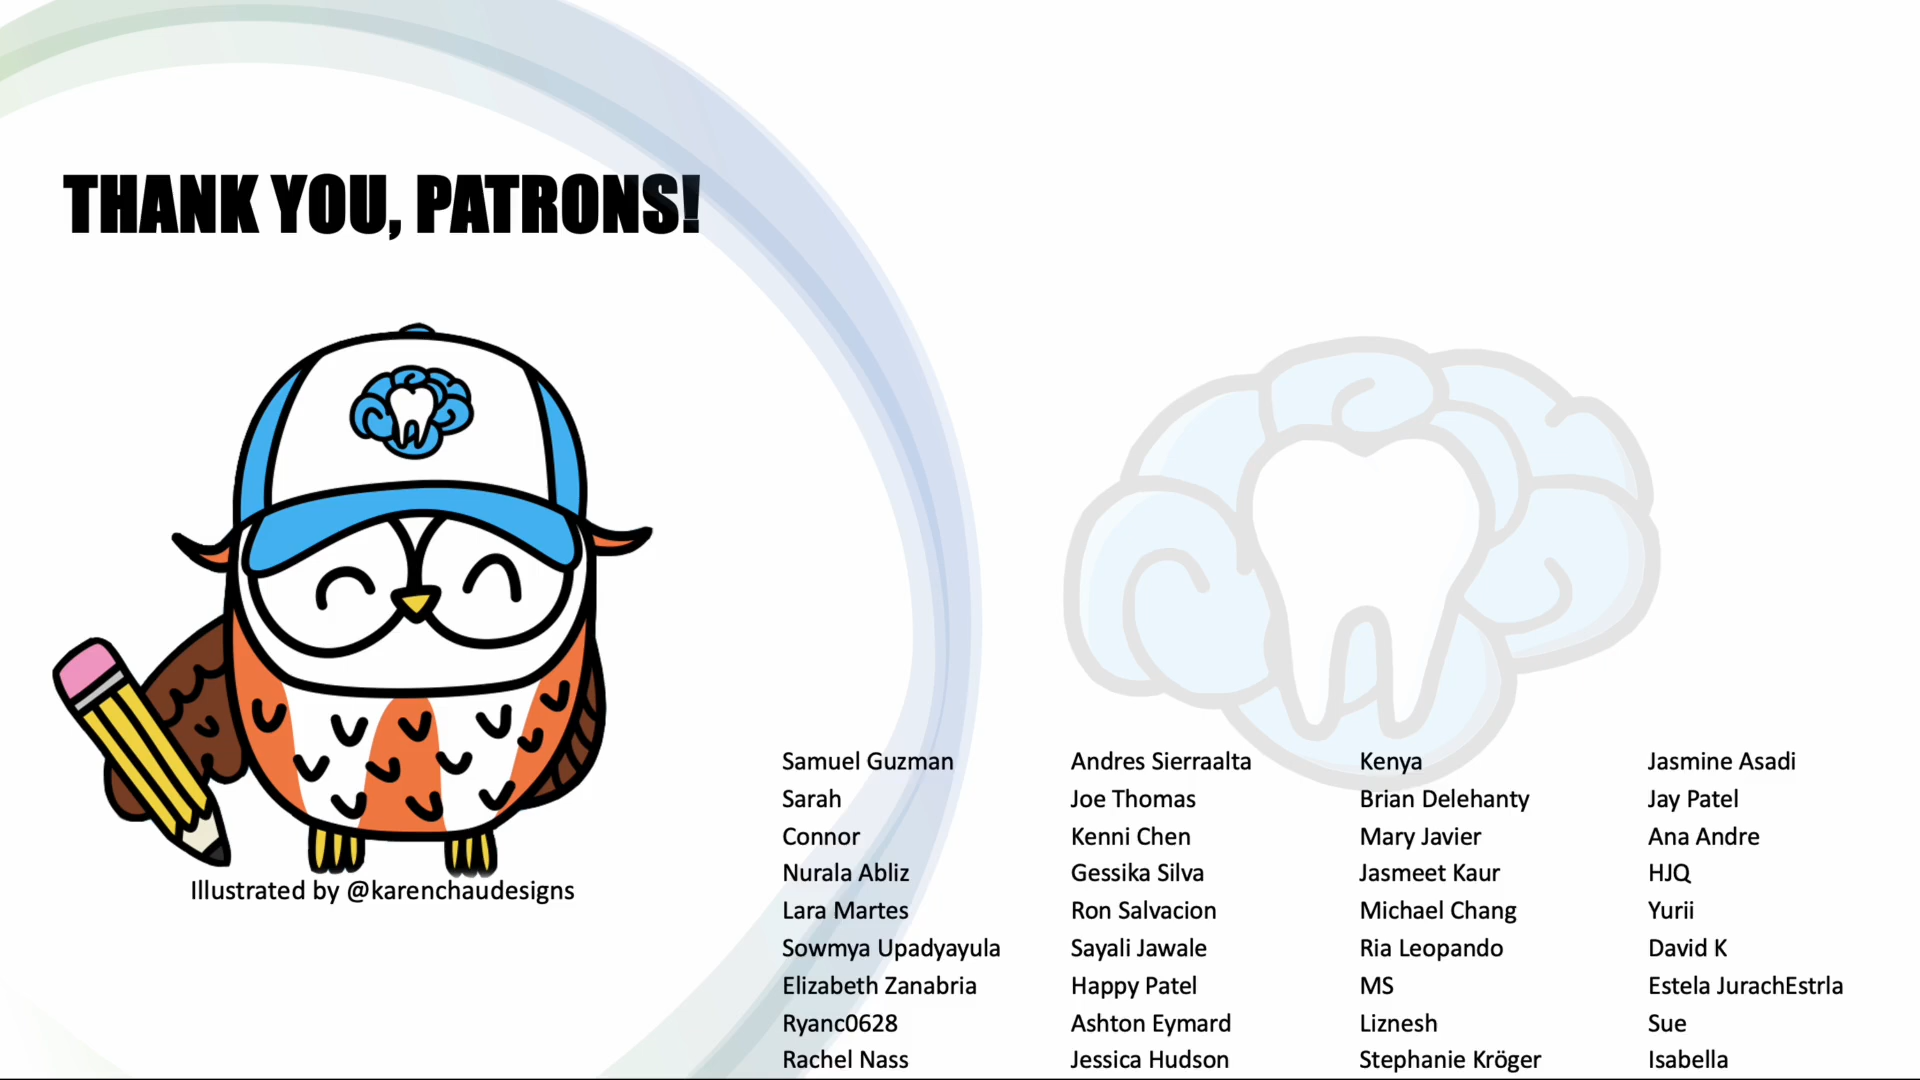 THANK YOU, PATRONS!
Illustrated by @karenchaudesigns
Samuel Guzman
Sarah
Connor
Nurala Abliz
Lara Martes
Sowmya Upadyayula
Elizabeth Zanabria
Ryanc0628
Rachel Nass
Andres Sierraalta
Joe Thomas
Kenni Chen
Gessika Silva
Ron Salvacion
Sayali Jawale
Happy Patel
Ashton Eymard
Jessica Hudson
Kenya
Brian Delehanty
Mary Javier
Jasmeet Kaur
Michael Chang
Ria Leopando
MS
Liznesh
Stephanie Kröger
Jasmine Asadi
Jay Patel
Ana Andre
HJQ
Yurii
David K
Estela JurachEstrla
Sue
Isabella